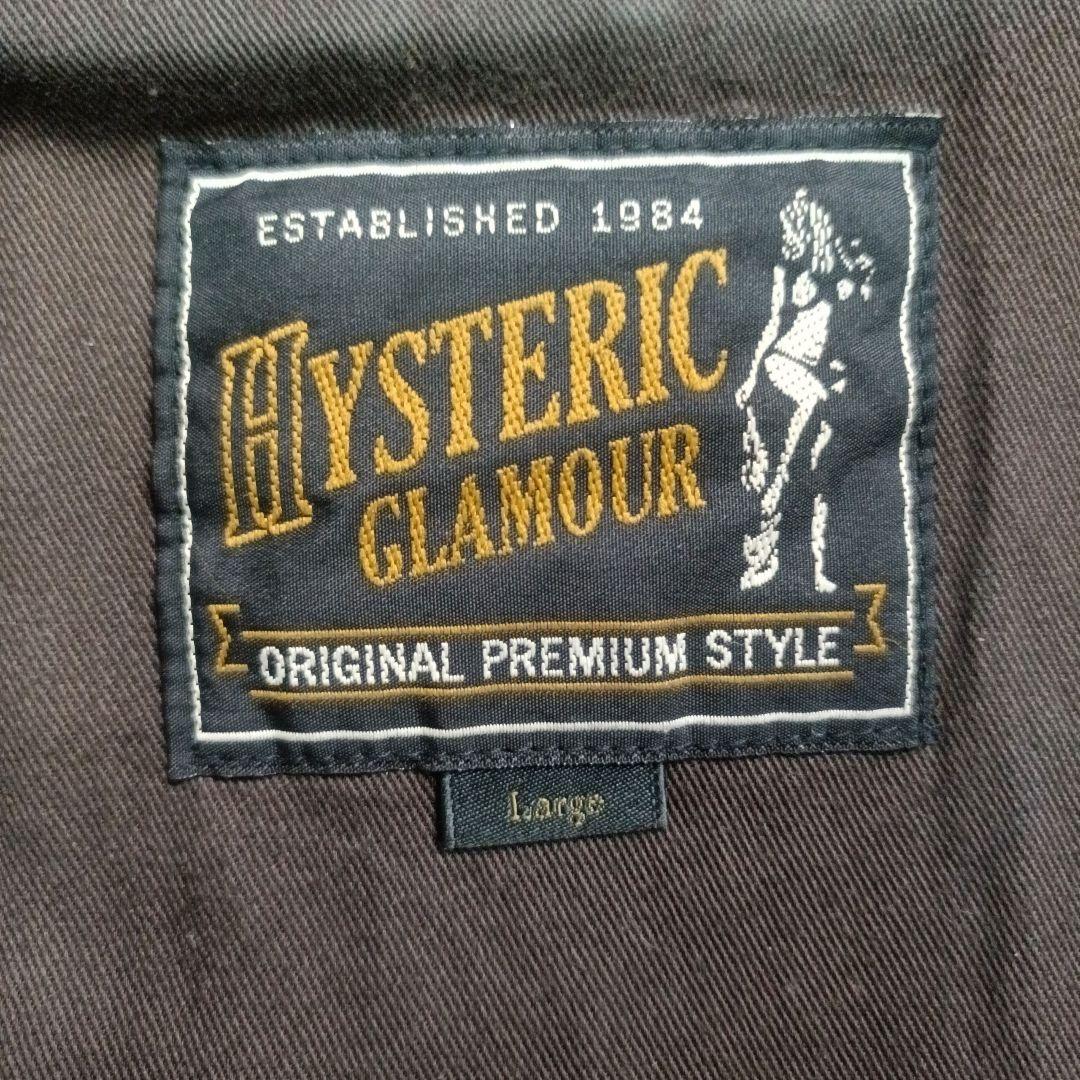 ESTABLISHED 1984
HYSTERIC
GLAMOUR
ORIGINAL PREMIUM STYLE
Large